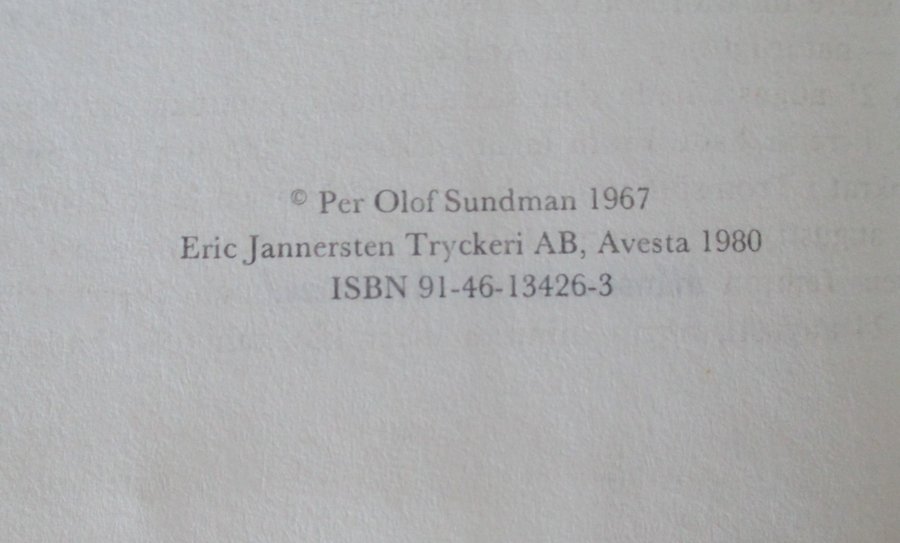 © Per Olof Sundman 1967
Eric Jannersten Tryckeri AB, Avesta 1980
ISBN 91-46-13426-3